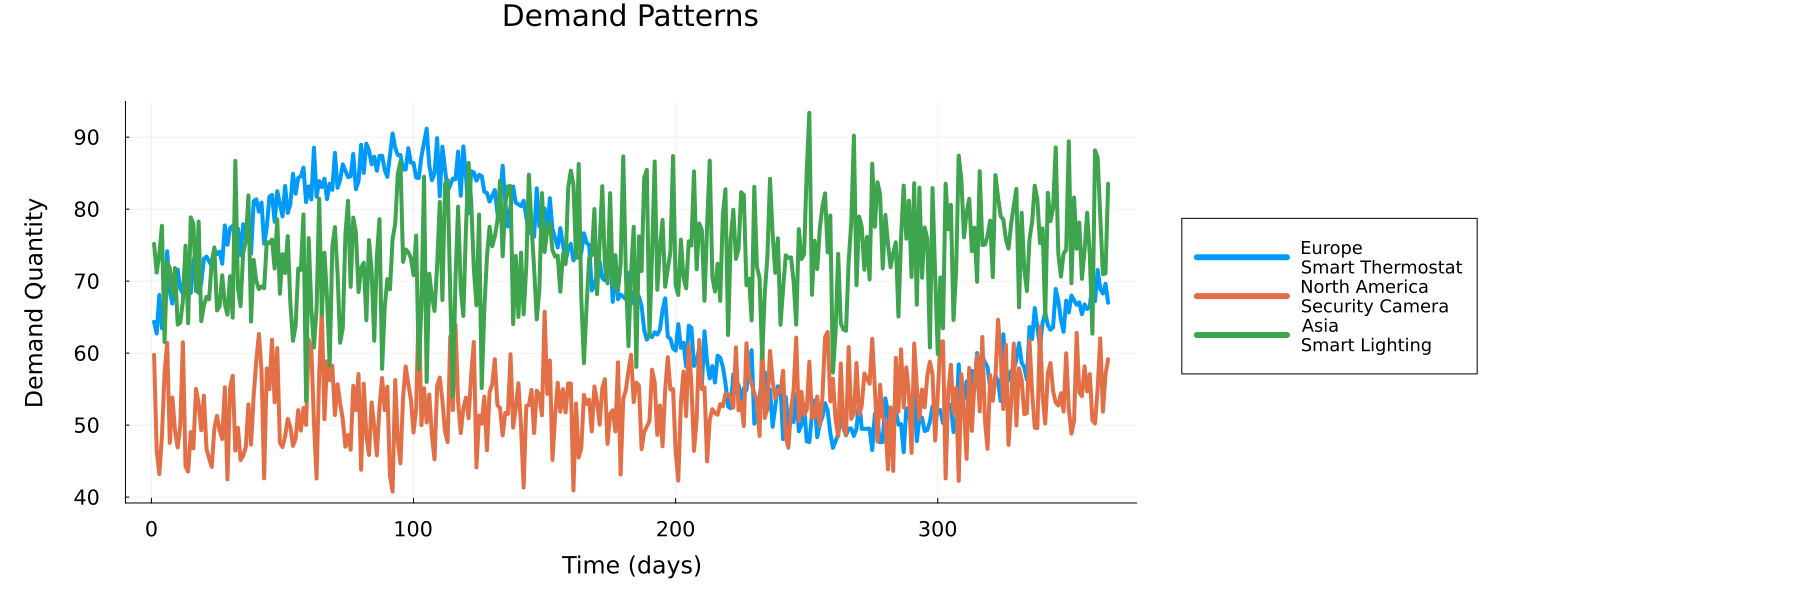 Demand Patterns
Demand Quantity
90
80
70
60
50
40
0
100
200
300
Time (days)
Europe
Smart Thermostat
North America
Security Camera
Asia
Smart Lighting